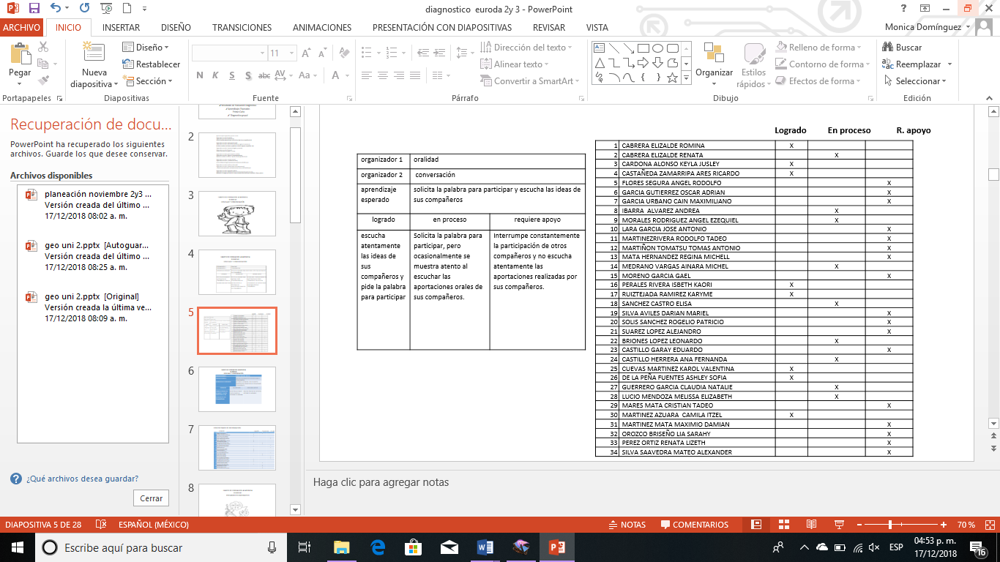 diagnostico euroda 2y 3 - PowerPoint
ARCHIVO INICIO INSERTAR DISEÑO TRANSICIONES ANIMACIONES PRESENTACIÓN CON DIAPOSITIVAS REVISAR VISTA
Monica Domínguez
Pegar
Nueva diapositiva
Diseño
Restablecer
Sección
11
N K S S abc AV Aa A
Dirección del texto
Alinear texto
Convertir a SmartArt
Organizar
Estilos rápidos
Relleno de forma
Contorno de forma
Efectos de forma
Buscar
Reemplazar
Seleccionar
Portapapeles Diapositivas Fuente Párrafo Dibujo Edición
Recuperación de docu...
PowerPoint ha recuperado los siguientes
archivos. Guarde los que desee conservar.
Archivos disponibles
planeación noviembre 2y3 ...
Versión creada del último ...
17/12/2018 08:02 a. m.
geo uni 2.pptx [Autoguar...
Versión creada del último ...
17/12/2018 08:25 a. m.
geo uni 2.pptx [Original]
Versión creada la última ve...
17/12/2018 08:09 a. m.
¿Qué archivos desea guardar?
Cerrar
2
3
4
5
6
7
8
organizador 1 oralidad
organizador 2 conversación
aprendizaje esperado solicita la palabra para participar y escucha las ideas de
sus compañeros
logrado en proceso requiere apoyo
escucha
atentamente
las ideas de
sus
compañeros y
pide la palabra
para participar
Solicita la palabra para
participar, pero
ocasionalmente se
muestra atento al
escuchar las
aportaciones orales de
sus compañeros.
Interrumpe constantemente
la participación de otros
compañeros y no escucha
atentamente las
aportaciones realizadas por
sus compañeros.
Logrado En proceso R. apoyo
1 CABRERA ELIZALDE ROMINA X
2 CABRERA ELIZALDE RENATA X
3 CARDONA ALONSO KEYLA JUSLEY X
4 CASTAÑEDA ZAMARRIPA ARES RICARDO X
5 FLORES SEGURA ANGEL RODOLFO X
6 GARCIA GUTIERREZ OSCAR ADRIAN X
7 GARCIA URBANO CAIN MAXIMILIANO X
8 IBARRA ALVAREZ ANDREA X
9 MORALES RODRIGUEZ ANGEL EZEQUIEL X
10 LARA GARCIA JOSE ANTONIO X
11 MARTINEZRIVERA RODOLFO TADEO X
12 MARTIÑON TOMATSU TOMAS ANTONIO X
13 MATA HERNANDEZ REGINA MICHELL X
14 MEDRANO VARGAS AINARA MICHEL X
15 MORENO GARCIA GAEL X
16 PERALES RIVERA ISBETH KAORI X
17 RUIZTEJADA RAMIREZ KARYME X
18 SANCHEZ CASTRO ELISA X
19 SILVA AVILES DARIAN MARIEL X
20 SOLIS SANCHEZ ROGELIO PATRICIO X
21 SUAREZ LOPEZ ALEJANDRO X
22 BRIONES LOPEZ LEONARDO X
23 CASTILLO GARAY EDUARDO X
24 CASTILLO HERRERA ANA FERNANDA X
25 CUEVAS MARTINEZ KAROL VALENTINA X
26 DE LA PEÑA FUENTES ASHLEY SOFIA X
27 GUERRERO GARCIA CLAUDIA NATALIE X
28 LUCIO MENDOZA MELISSA ELIZABETH X
29 MARES MATA CRISTIAN TADEO X
30 MARTINEZ AZUARA CAMILA ITZEL X
31 MARTINEZ MATA MAXIMIO DAMIAN X
32 OROZCO BRISEÑO LIA SARAHY X
33 PEREZ ORTIZ RENATA LIZETH X
34 SILVA SAAVEDRA MATEO ALEXANDER X
Haga clic para agregar notas
DIAPOSITIVA 5 DE 28 ESPAÑOL (MÉXICO) NOTAS COMENTARIOS 70 %
Escribe aquí para buscar
ESP
04:53 p. m.
17/12/2018
16